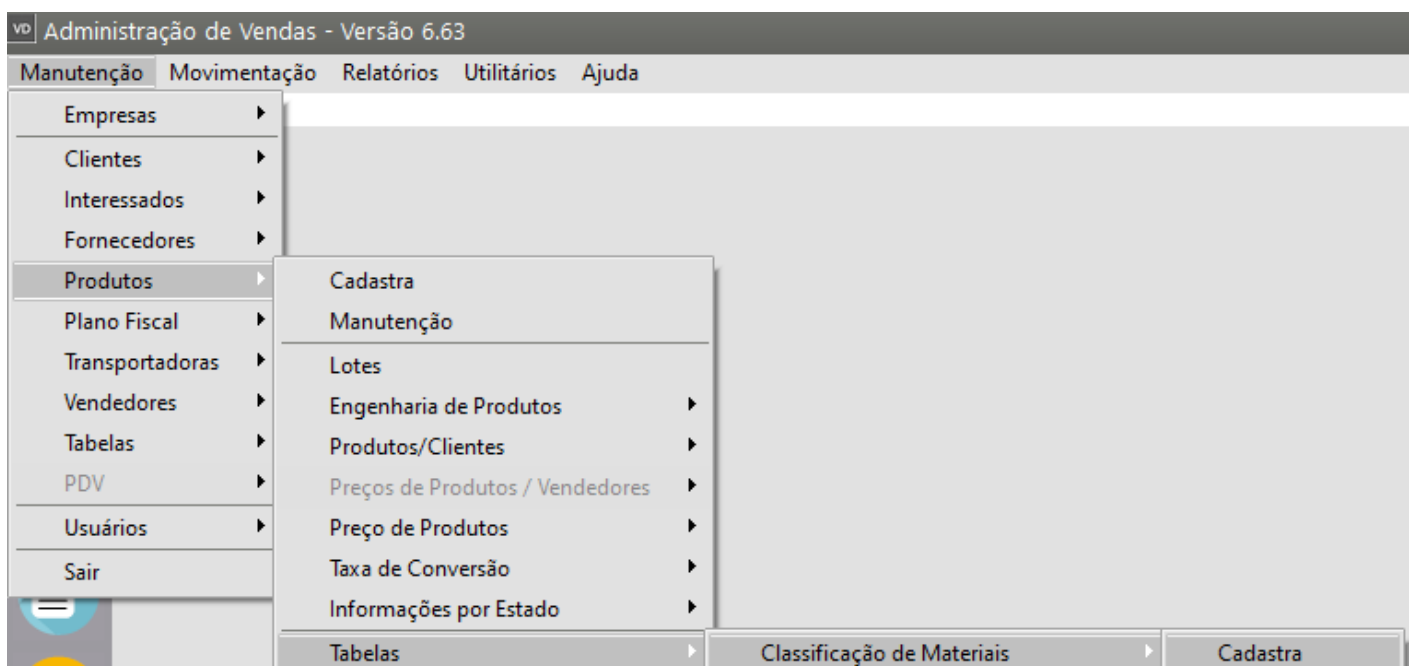 VD Administração de Vendas - Versão 6.63
Manutenção Movimentação Relatórios Utilitários Ajuda
Empresas
Clientes
Interessados
Fornecedores
Produtos
Plano Fiscal
Transportadoras
Vendedores
Tabelas
PDV
Usuários
Sair
Cadastra
Manutenção
Lotes
Engenharia de Produtos
Produtos/Clientes
Preços de Produtos / Vendedores
Preço de Produtos
Taxa de Conversão
Informações por Estado
Tabelas
Classificação de Materiais
Cadastra